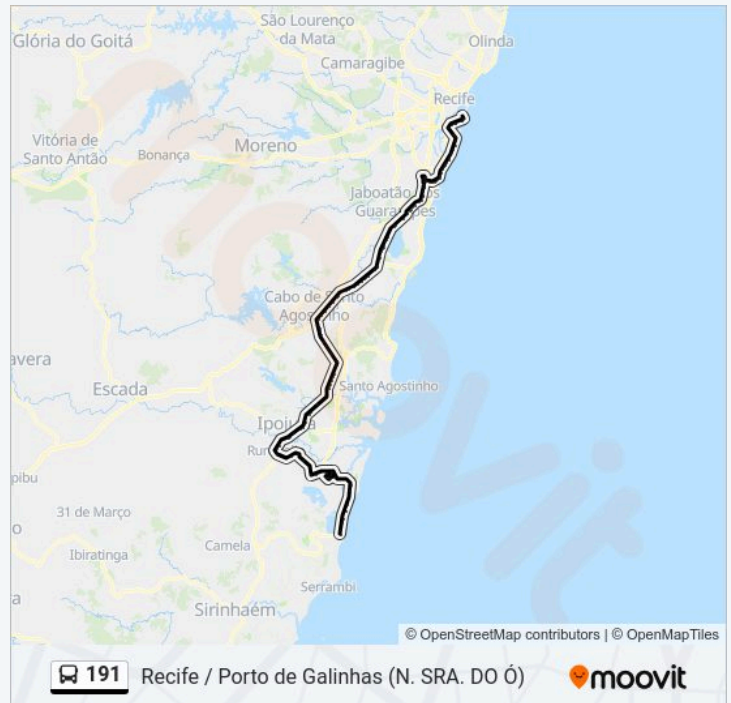 São Lourenço
da Mata
Glória do Goitá
Olinda
Camaragibe
Recife
Vitória de
Santo Antão
Bonança
Moreno
Jaboatão dos
Guararapes
Cabo de Santo
Agostinho
avera
Escada
Santo Agostinho
Ipojuca
Rur
pibu
31 de Março
o
Camela
Ibiratinga
a
Serrambi
Sirinhaém
© OpenStreetMap contributors | © OpenMapTiles
191 Recife / Porto de Galinhas (N. SRA. DO Ó)
moovit